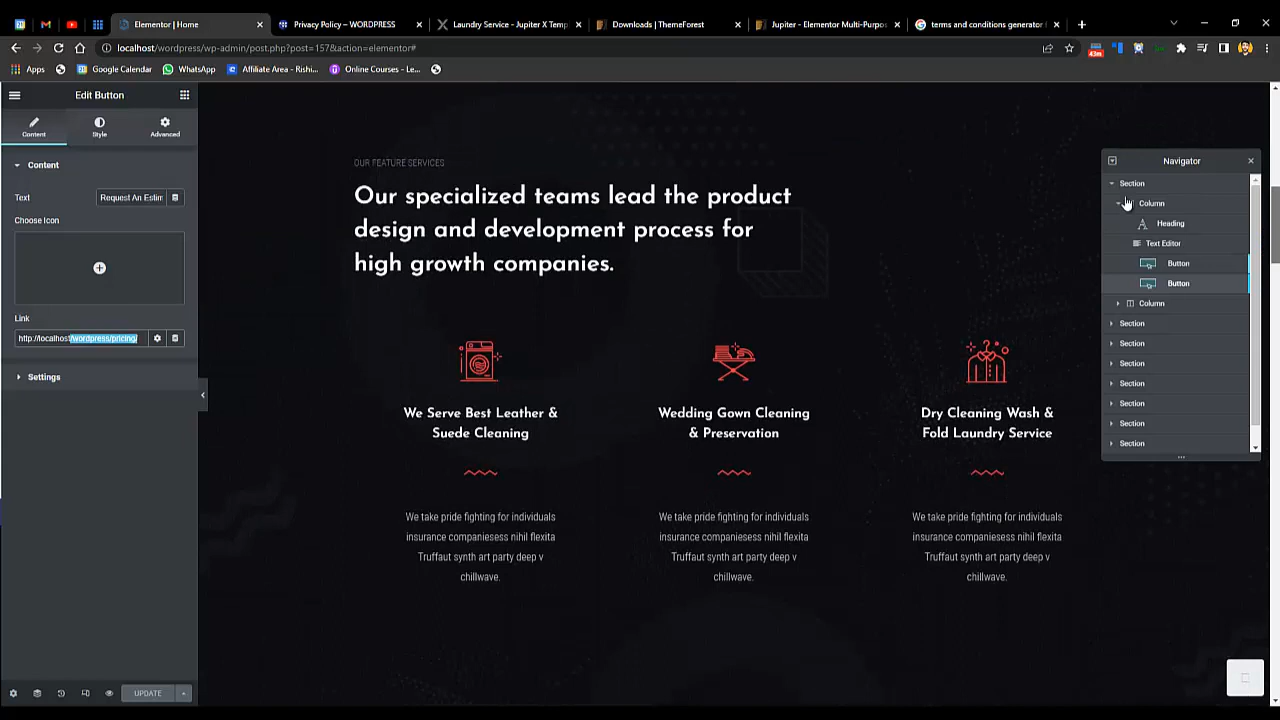 Elementor | Home
Privacy Policy – WORDPRESS
Laundry Service - Jupiter X Temp
Downloads | ThemeForest
Jupiter - Elementor Multi-Purpos
terms and conditions generator f
localhost/wordpress/wp-admin/post.php?post=157&action=elementor#
43m
Apps
Google Calendar
WhatsApp
Affiliate Area - Rishi...
Online Courses - Le...
Edit Button
Content
Style
Advanced
Content
Text
Request An Estim
Choose Icon
Link
http://localhost/wordpress/pricing/
Settings
UPDATE
OUR FEATURE SERVICES
Our specialized teams lead the product
design and development process for
high growth companies.
We Serve Best Leather &
Suede Cleaning
We take pride fighting for individuals
insurance companiesess nihil flexita
Truffaut synth art party deep v
chillwave.
Wedding Gown Cleaning
& Preservation
We take pride fighting for individuals
insurance companiesess nihil flexita
Truffaut synth art party deep v
chillwave.
Dry Cleaning Wash &
Fold Laundry Service
We take pride fighting for individuals
insurance companiesess nihil flexita
Truffaut synth art party deep v
chillwave.
Navigator
Section
Column
Heading
Text Editor
Button
Button
Column
Section
Section
Section
Section
Section
Section
Section